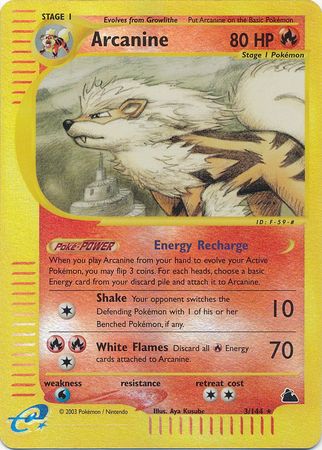 STAGE 1
Evolves from Growlithe
Put Arcanine on the Basic Pokémon
Arcanine
80 HP
Stage 1 Pokémon
ID: F-59-#
Poké-POWER
Energy Recharge
When you play Arcanine from your hand to evolve your Active
Pokémon, you may flip 3 coins. For each heads, choose a basic
Energy card from your discard pile and attach it to Arcanine.
Shake Your opponent switches the
Defending Pokémon with 1 of his or her
Benched Pokémon, if any.
10
White Flames Discard all
Energy
cards attached to Arcanine.
70
weakness
resistance
retreat cost
e
© 2003 Pokémon / Nintendo
Illus. Aya Kusube
3/144 ★